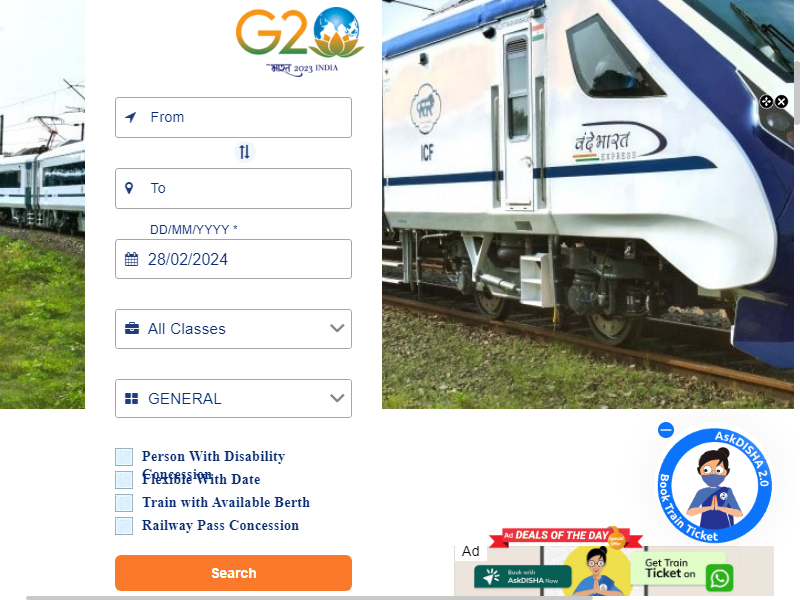 G20
भारत 2023 INDIA
From
To
DD/MM/YYYY *
28/02/2024
All Classes
GENERAL
Person With Disability
Concession
Flexible With Date
Train with Available Berth
Railway Pass Concession
Search
ICF
वंदे भारत
EXPRESS
AskDISHA 2.0
Book Train Ticket
Ad DEALS OF THE DAY
Special
Offer
Ad
Book with
AskDISHA Now
Get Train
Ticket on